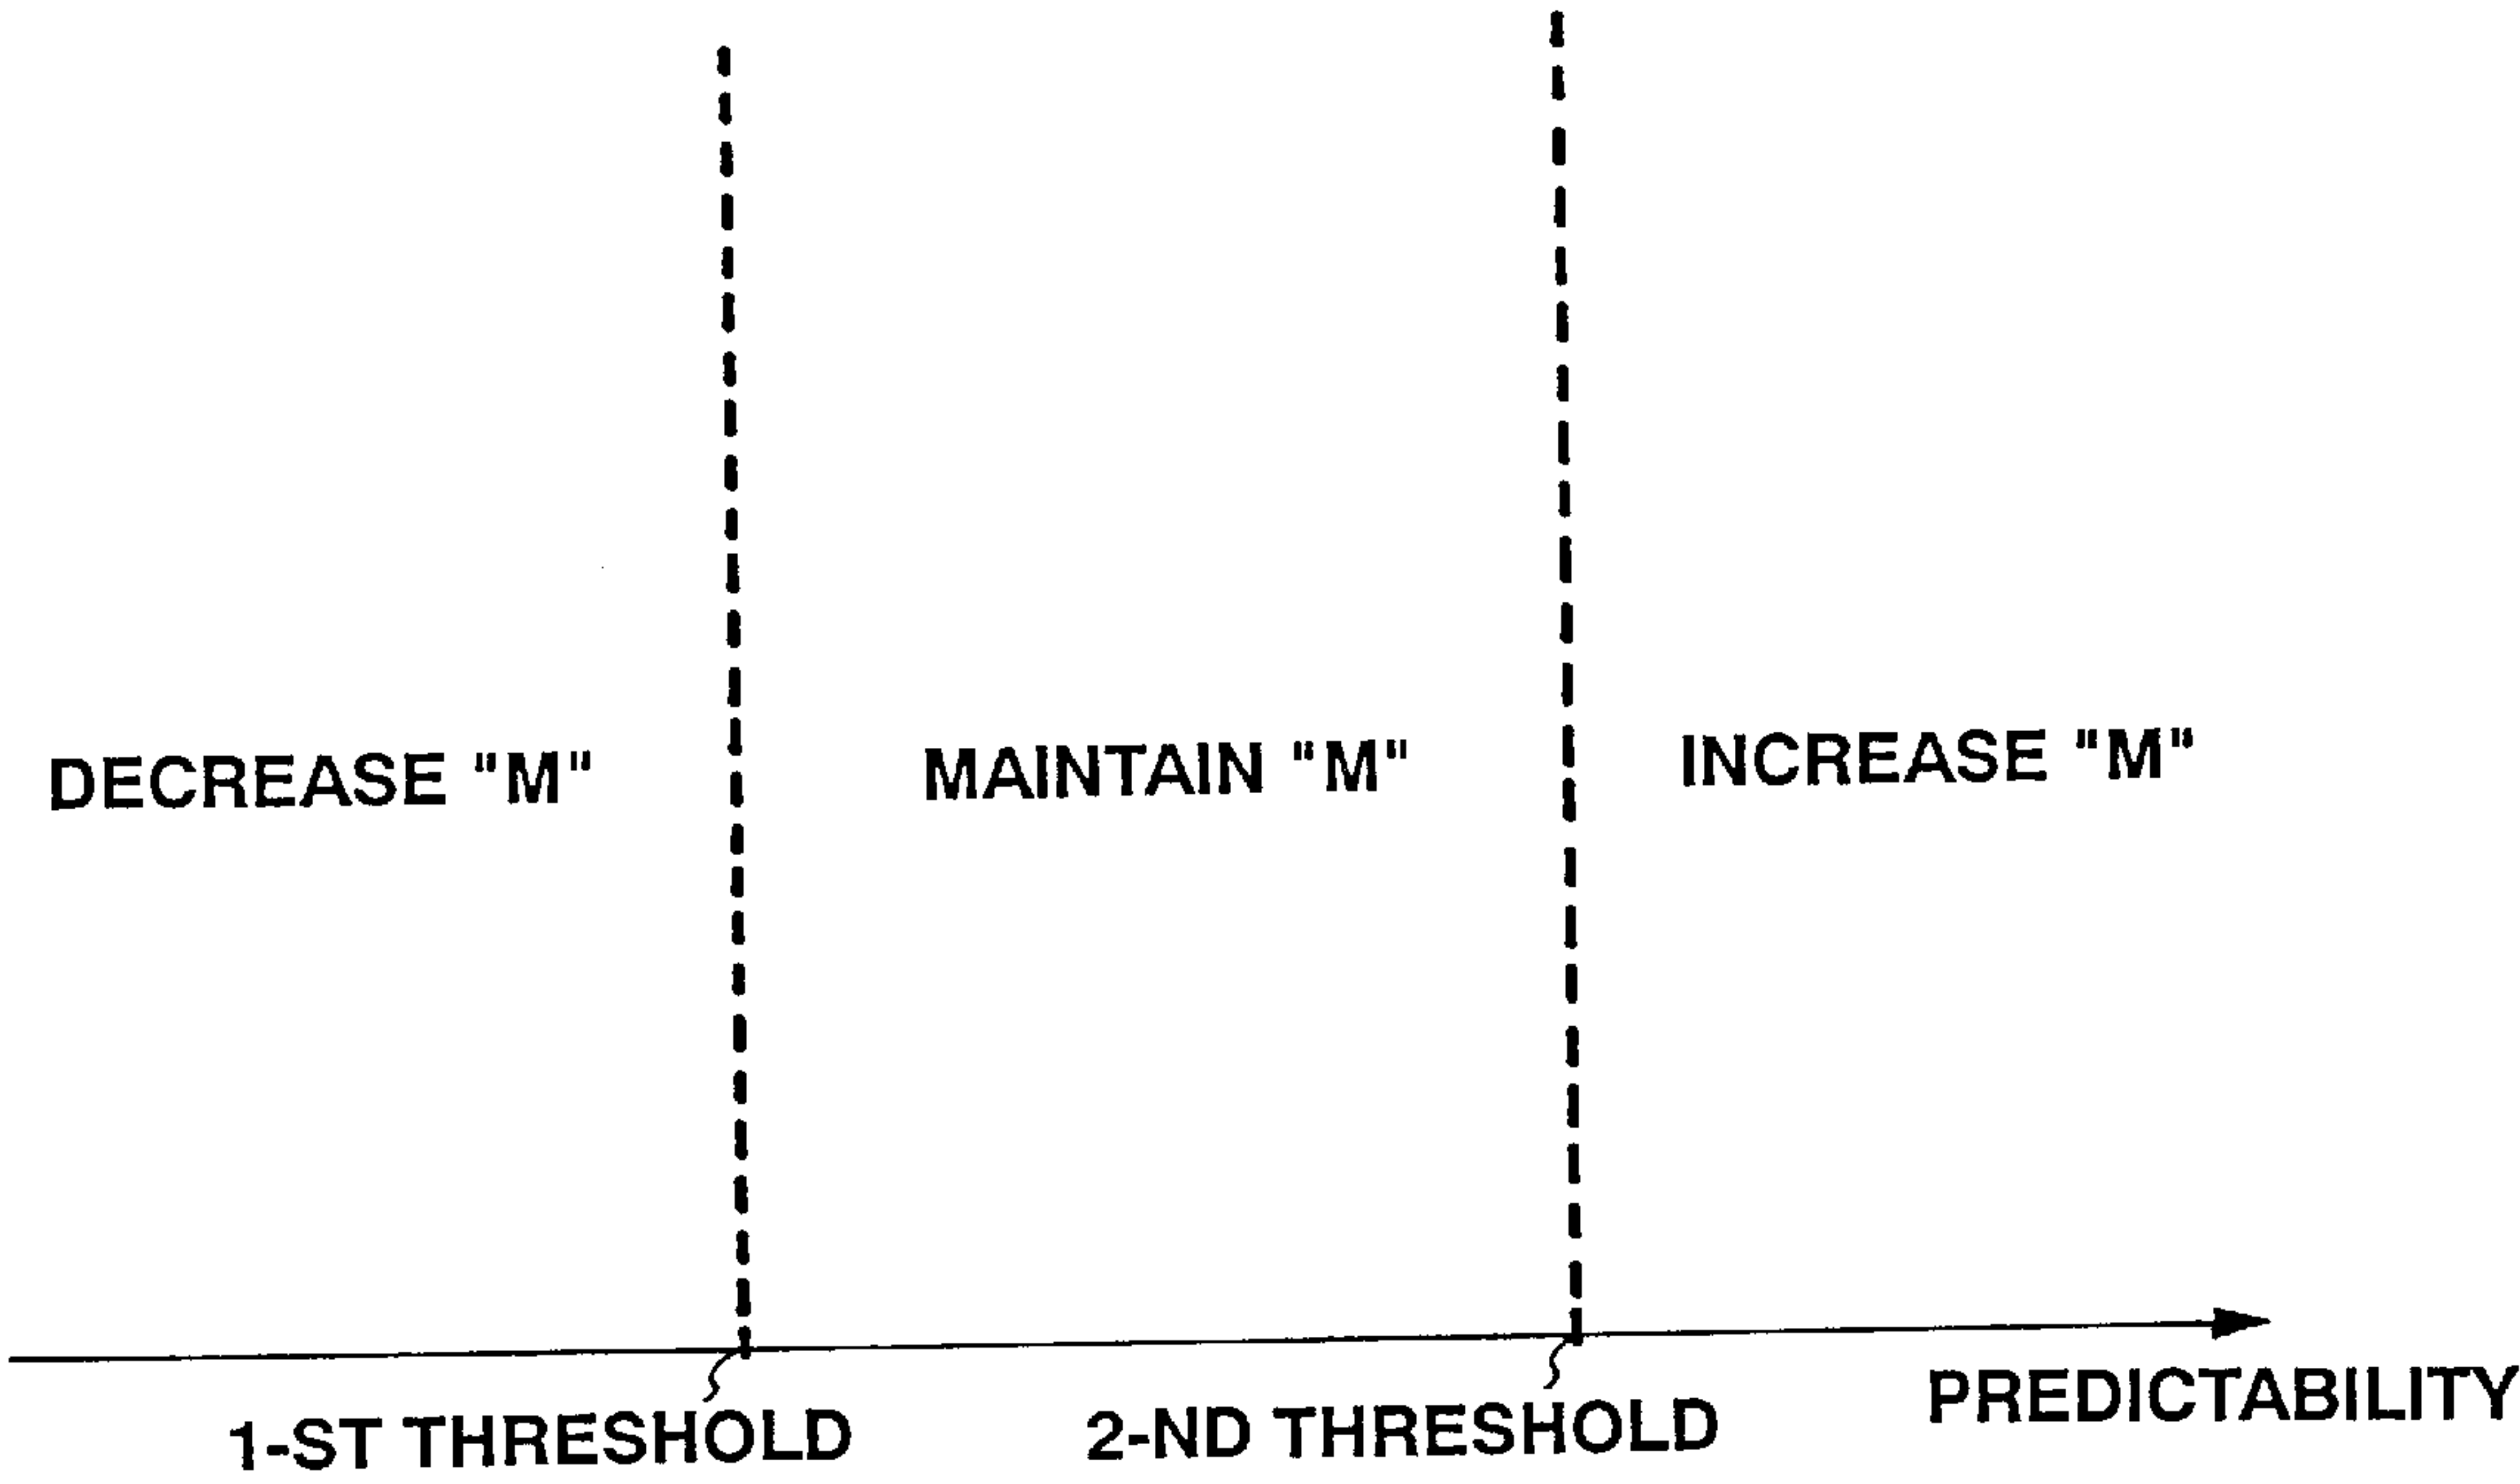 DECREASE "M"
MAINTAIN "M"
INCREASE "M"
1-ST THRESHOLD
2-ND THRESHOLD
PREDICTABILITY